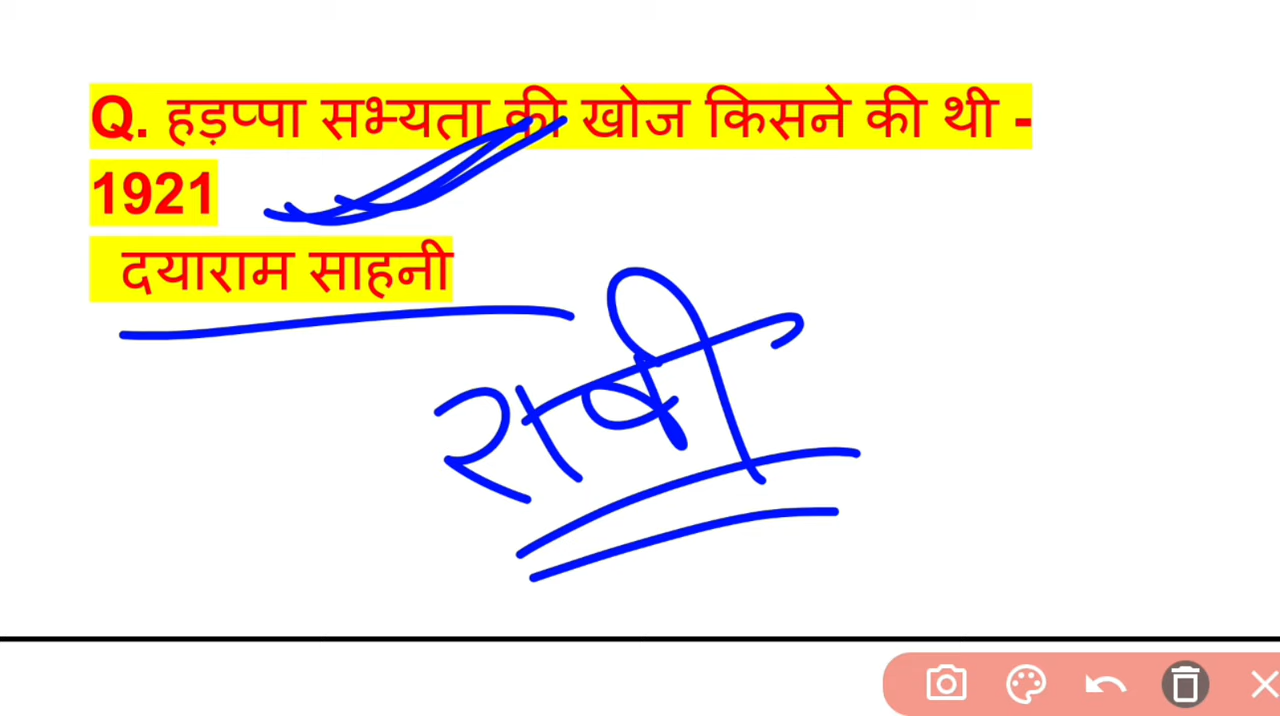 Q. हड़प्पा सभ्यता की खोज किसने की थी -
1921
दयाराम साहनी
रावी